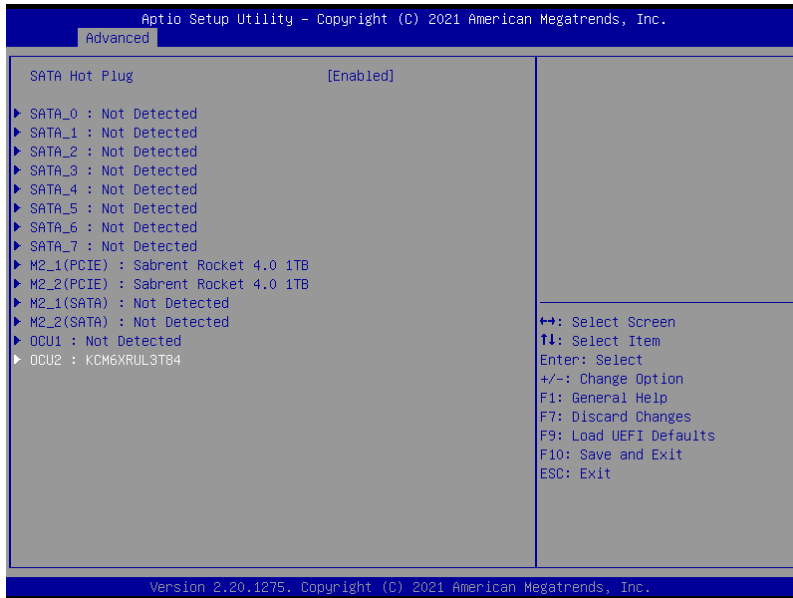 Aptio Setup Utility – Copyright (C) 2021 American Megatrends, Inc.
Advanced
SATA Hot Plug [Enabled]
SATA_0 : Not Detected
SATA_1 : Not Detected
SATA_2 : Not Detected
SATA_3 : Not Detected
SATA_4 : Not Detected
SATA_5 : Not Detected
SATA_6 : Not Detected
SATA_7 : Not Detected
M2_1(PCIE) : Sabrent Rocket 4.0 1TB
M2_2(PCIE) : Sabrent Rocket 4.0 1TB
M2_1(SATA) : Not Detected
M2_2(SATA) : Not Detected
OCU1 : Not Detected
OCU2 : KCM6XRUL3T84
↔: Select Screen
↑↓: Select Item
Enter: Select
+/-: Change Option
F1: General Help
F7: Discard Changes
F9: Load UEFI Defaults
F10: Save and Exit
ESC: Exit
Version 2.20.1275. Copyright (C) 2021 American Megatrends, Inc.